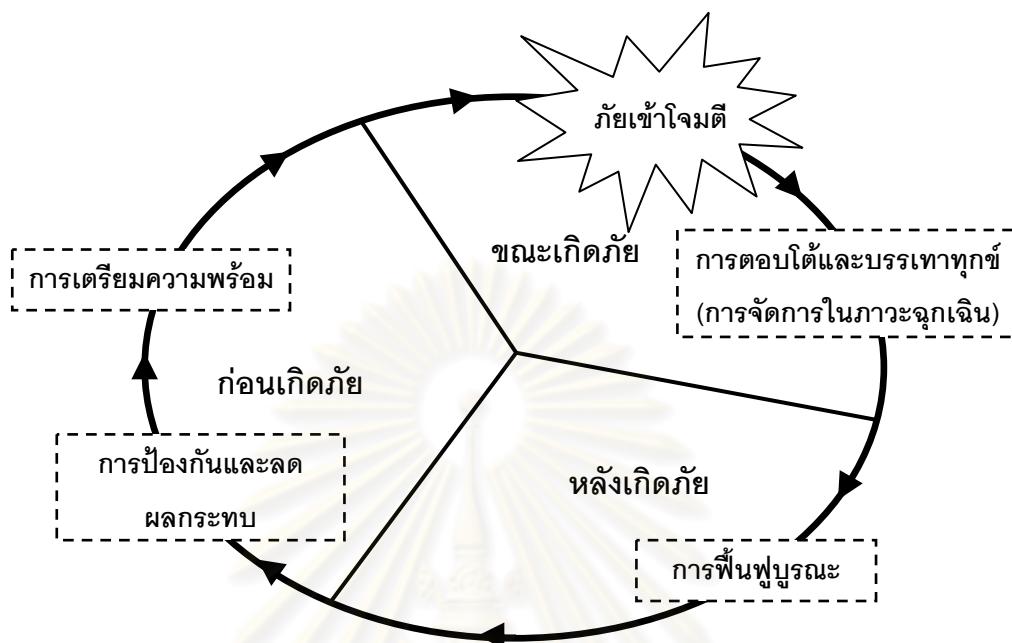 ภัยเข้าโจมตี
ขณะเกิดภัย
การตอบโต้และบรรเทาทุกข์
(การจัดการในภาวะฉุกเฉิน)
การเตรียมความพร้อม
ก่อนเกิดภัย
การป้องกันและลด
ผลกระทบ
หลังเกิดภัย
การฟื้นฟูบูรณะ